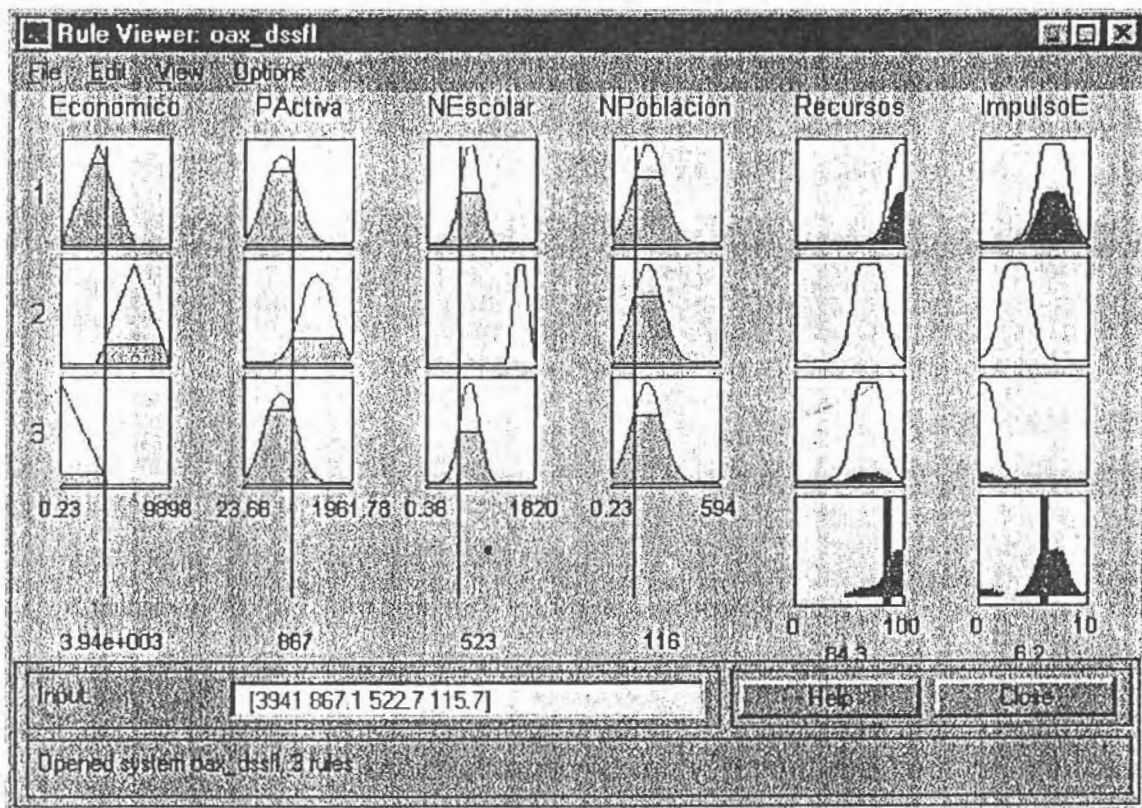 Rule Viewer: oax_dssfl
File Edit View Options
Económico PActiva NEscolar NPoblacion Recursos ImpulsoE
1
2
3
0.23 9898 23.66 1961.78 0.38 1820 0.23 594
0 100 0 10
3.94e+003 867 523 116 84.3 6.2
Input: [3941 867.1 522.7 115.7] Help Close
Opened system oax_dssfl, 3 rules